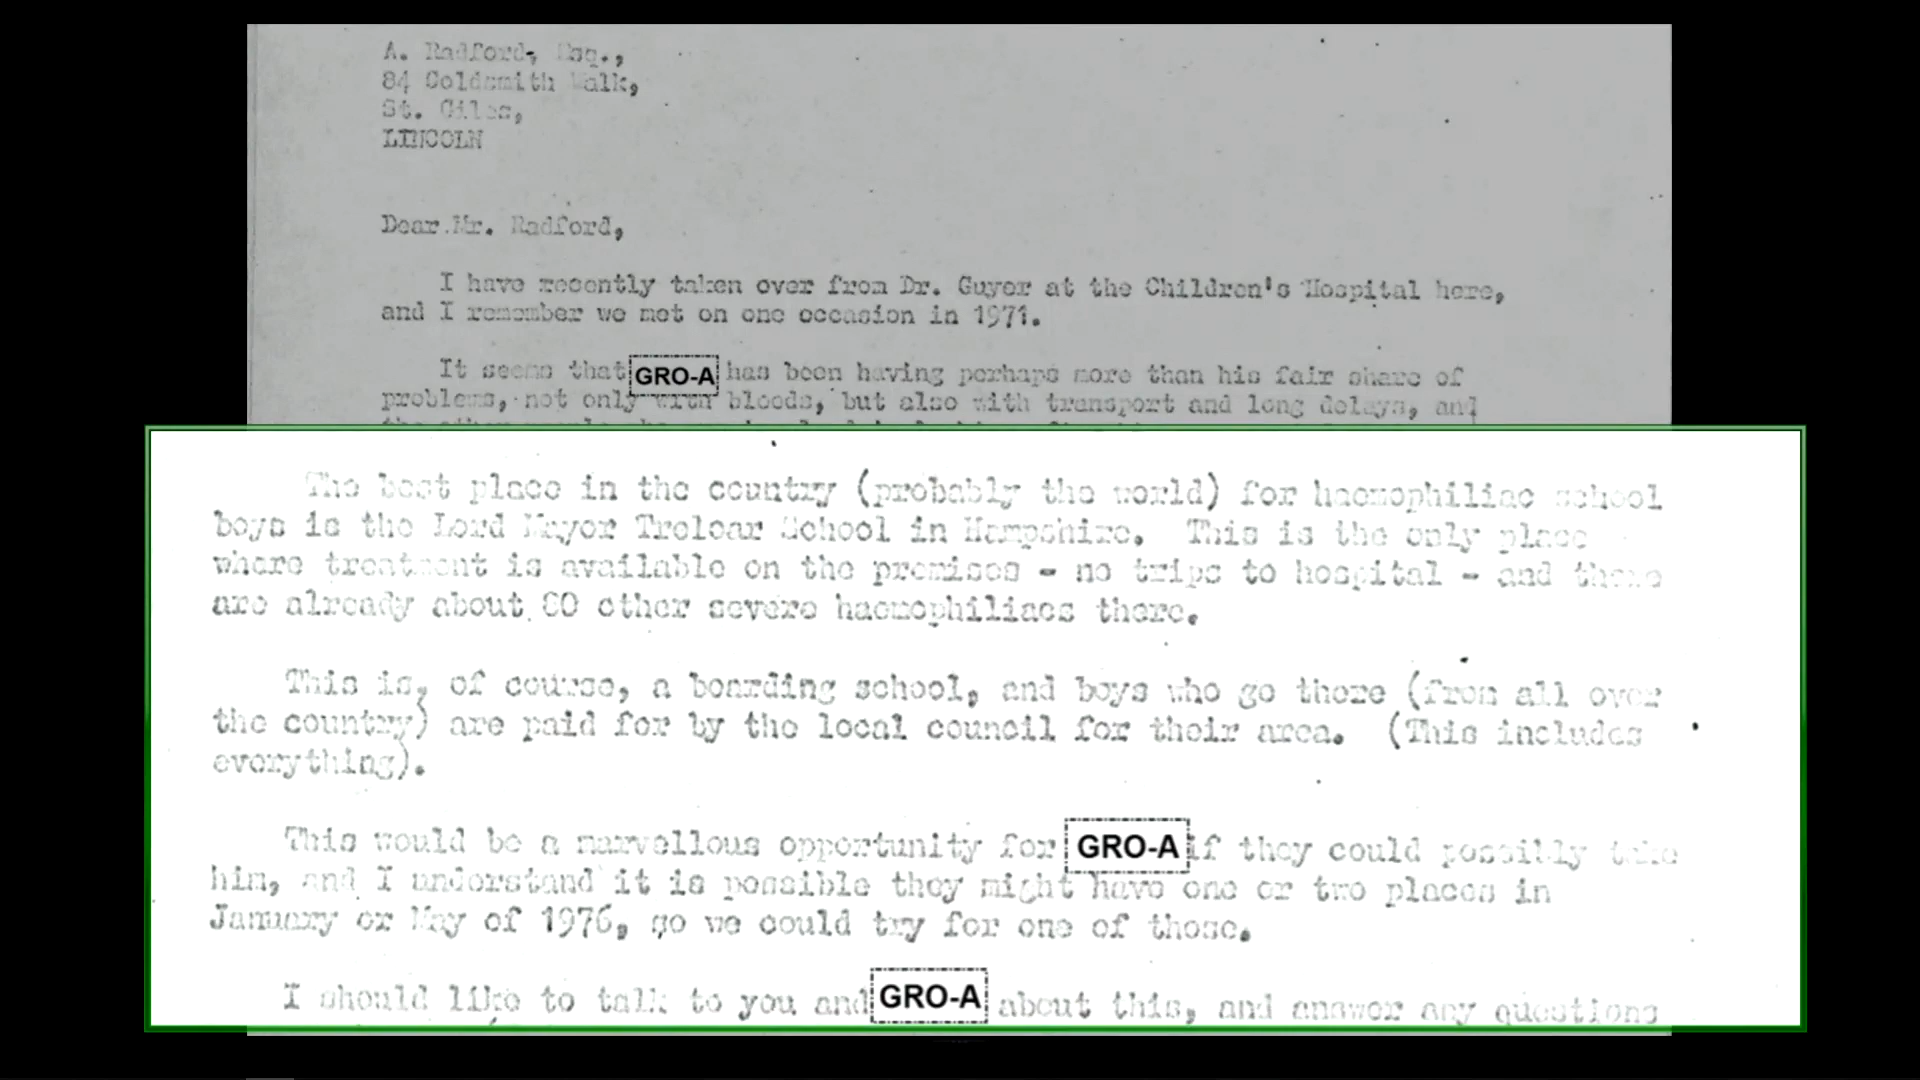 A. Radford, Esq.,
84 Goldsmith Walk,
St. Giles,
LINCOLN
Dear Mr. Radford,
I have recently taken over from Dr. Guyer at the Children's Hospital here,
and I remember we met on one occasion in 1971.
It seems that GRO-A has been having perhaps more than his fair share of
problems, not only with bloods, but also with transport and long delays, and
The best place in the country (probably the world) for haemophiliac school
boys is the Lord Mayor Treloar School in Hampshire. This is the only place
where treatment is available on the premises - no trips to hospital - and there
are already about other severe haemophiliacs there.
This is, of course, a boarding school, and boys who go there (from all over
the country) are paid for by the local council for their area. (This includes
everything).
This would be a marvellous opportunity for GRO-A if they could possibly take
him, and I understand it is possible they might have one or two places in
January or May of 1976, so we could try for one of those.
I should like to talk to you and GRO-A about this, and answer any questions